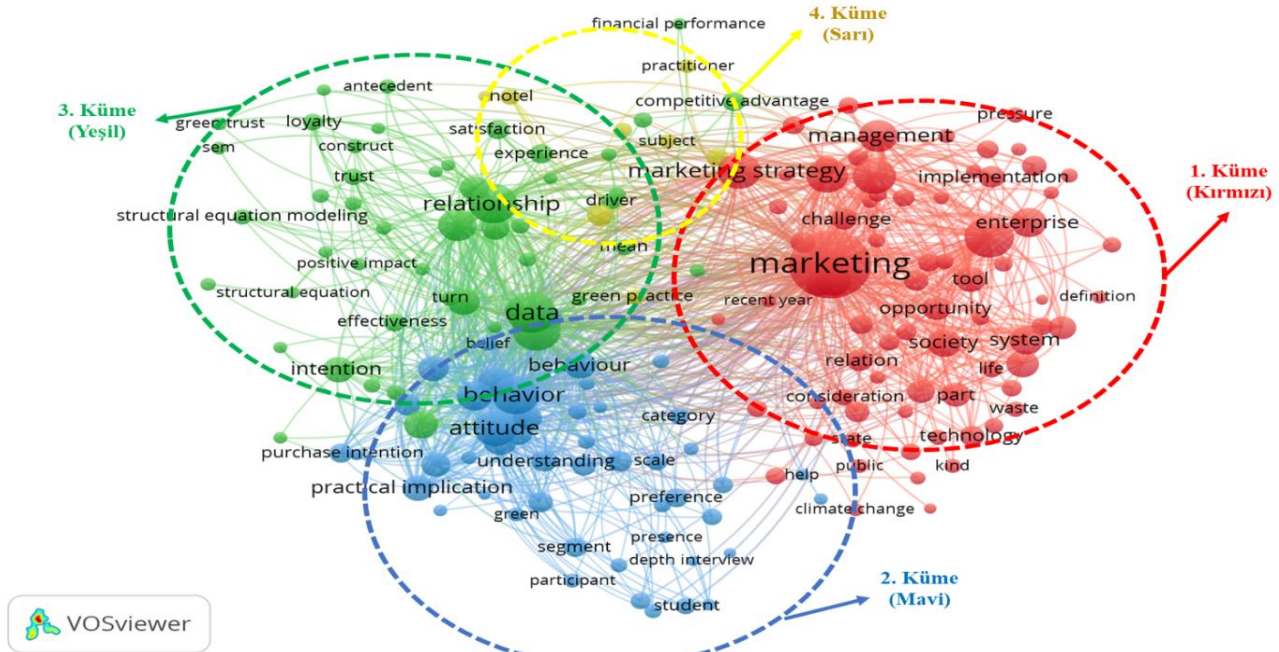 financial performance
4. Küme
(Sarı)
practitioner
3. Küme
(Yeşil)
antecedent
notel
competitive advantage
pressure
green trust
loyalty
satisfaction
subject
management
sem
construct
experience
marketing strategy
implementation
1. Küme
(Kırmızı)
trust
relationship
driver
challenge
enterprise
structural equation modeling
mean
positive impact
marketing
tool
structural equation
turn
green practice
recent year
definition
data
opportunity
effectiveness
belief
society
system
intention
behaviour
relation
life
behavior
category
consideration
part
waste
attitude
state
technology
purchase intention
understanding
scale
public
kind
help
practical implication
preference
climate change
green
presence
segment
depth interview
participant
student
2. Küme
(Mavi)
VOSviewer